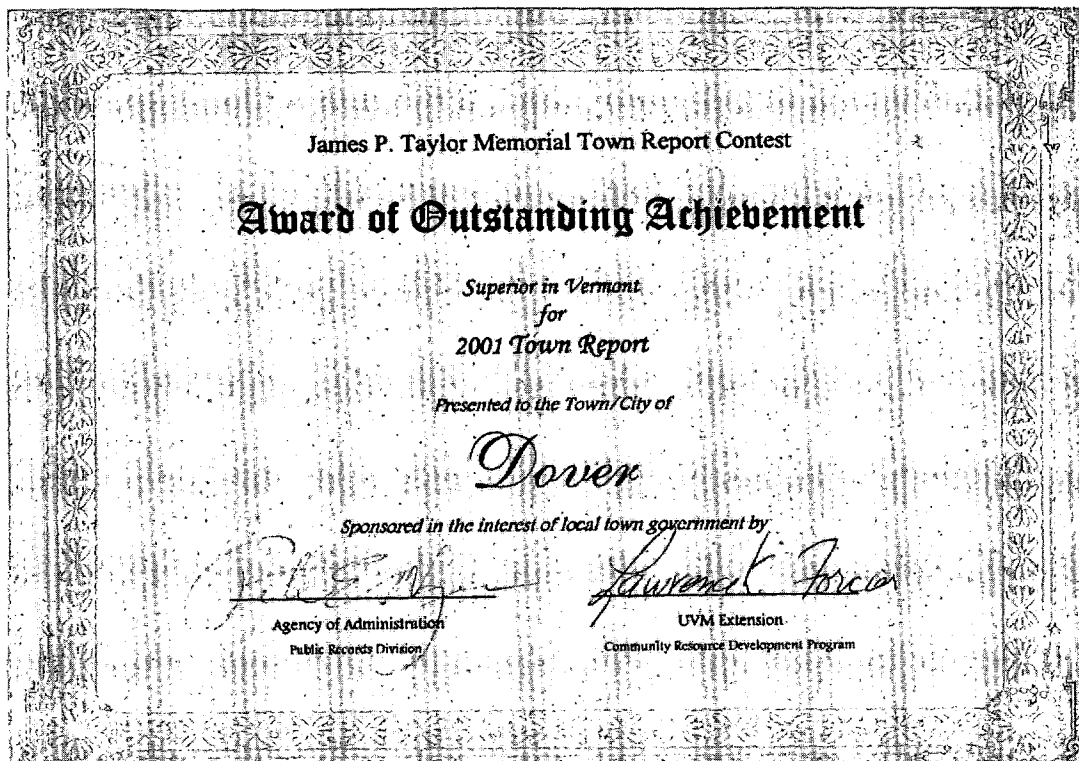 James P. Taylor Memorial Town Report Contest
Award of Outstanding Achievement
Superior in Vermont
for
2001 Town Report
Presented to the Town/City of
Dover
Sponsored in the interest of local town government by
Lawrence K. Forcier
Agency of Administration
UVM Extension
Public Records Division
Community Resource Development Program